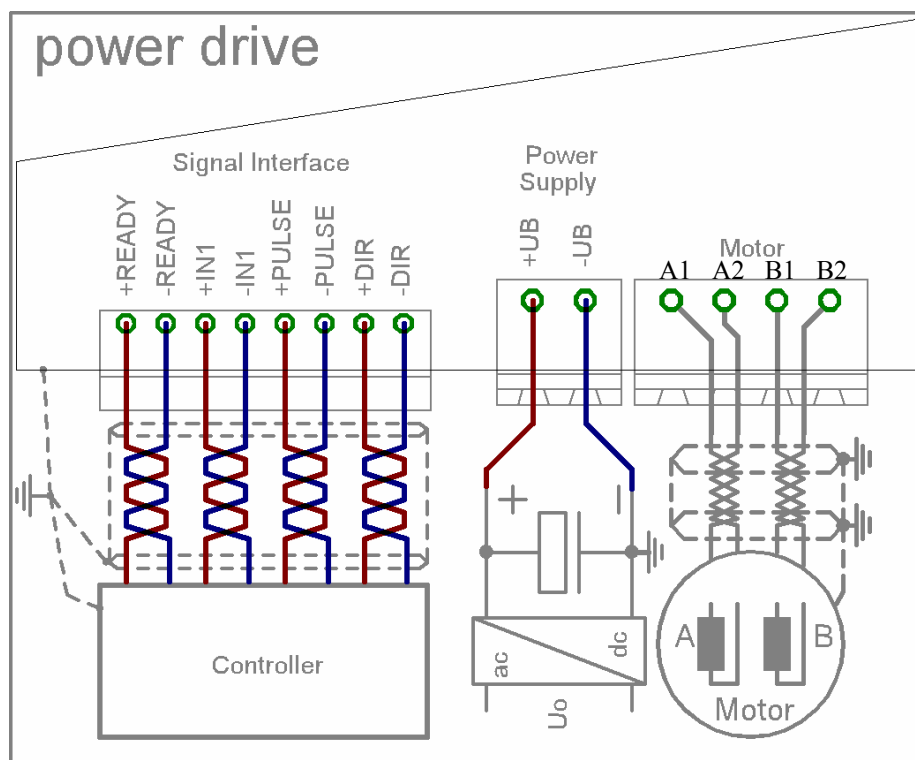 power drive
Signal Interface
+READY
-READY
+IN1
-IN1
+PULSE
-PULSE
+DIR
-DIR
Power
Supply
+UB
-UB
Motor
A1 A2 B1 B2
+ –
Controller
ac
dc
Uo
A B
Motor